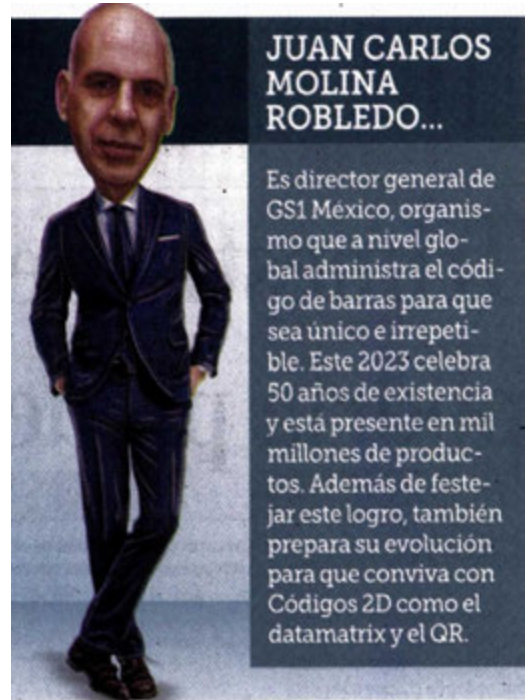 JUAN CARLOS
MOLINA
ROBLEDO...
Es director general de
GS1 México, organis-
mo que a nivel glo-
bal administra el códi-
go de barras para que
sea único e irrepeti-
ble. Este 2023 celebra
50 años de existencia
y está presente en mil
millones de produc-
tos. Además de feste-
jar este logro, también
prepara su evolución
para que conviva con
Códigos 2D como el
datamatrix y el QR.